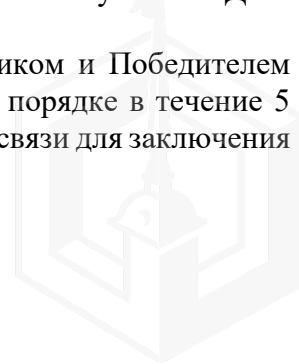 иком и Победителем
порядке в течение 5
связи для заключения